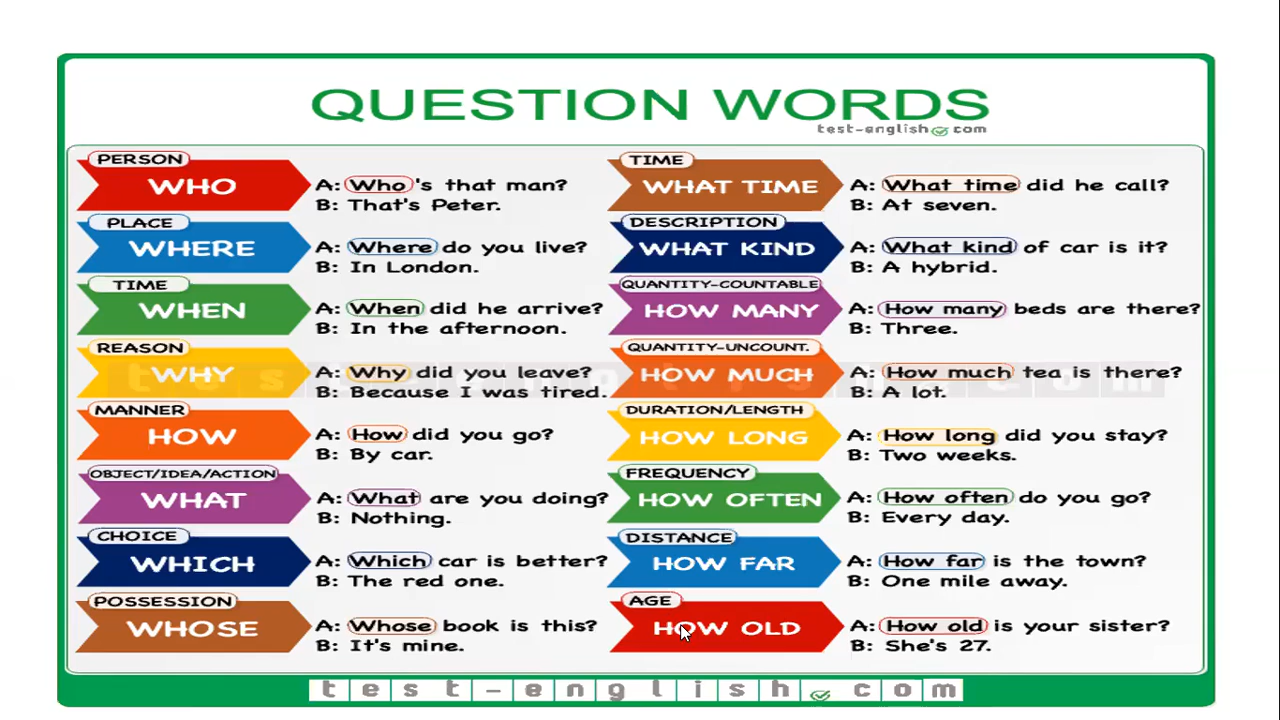 QUESTION WORDS
test-english.com
PERSON
WHO
A: Who's that man?
B: That's Peter.
PLACE
WHERE
A: Where do you live?
B: In London.
TIME
WHEN
A: When did he arrive?
B: In the afternoon.
REASON
WHY
A: Why did you leave?
B: Because I was tired.
MANNER
HOW
A: How did you go?
B: By car.
OBJECT/IDEA/ACTION
WHAT
A: What are you doing?
B: Nothing.
CHOICE
WHICH
A: Which car is better?
B: The red one.
POSSESSION
WHOSE
A: Whose book is this?
B: It's mine.
TIME
WHAT TIME
A: What time did he call?
B: At seven.
DESCRIPTION
WHAT KIND
A: What kind of car is it?
B: A hybrid.
QUANTITY-COUNTABLE
HOW MANY
A: How many beds are there?
B: Three.
QUANTITY-UNCOUNT.
HOW MUCH
A: How much tea is there?
B: A lot.
DURATION/LENGTH
HOW LONG
A: How long did you stay?
B: Two weeks.
FREQUENCY
HOW OFTEN
A: How often do you go?
B: Every day.
DISTANCE
HOW FAR
A: How far is the town?
B: One mile away.
AGE
HOW OLD
A: How old is your sister?
B: She's 27.
test-english.com